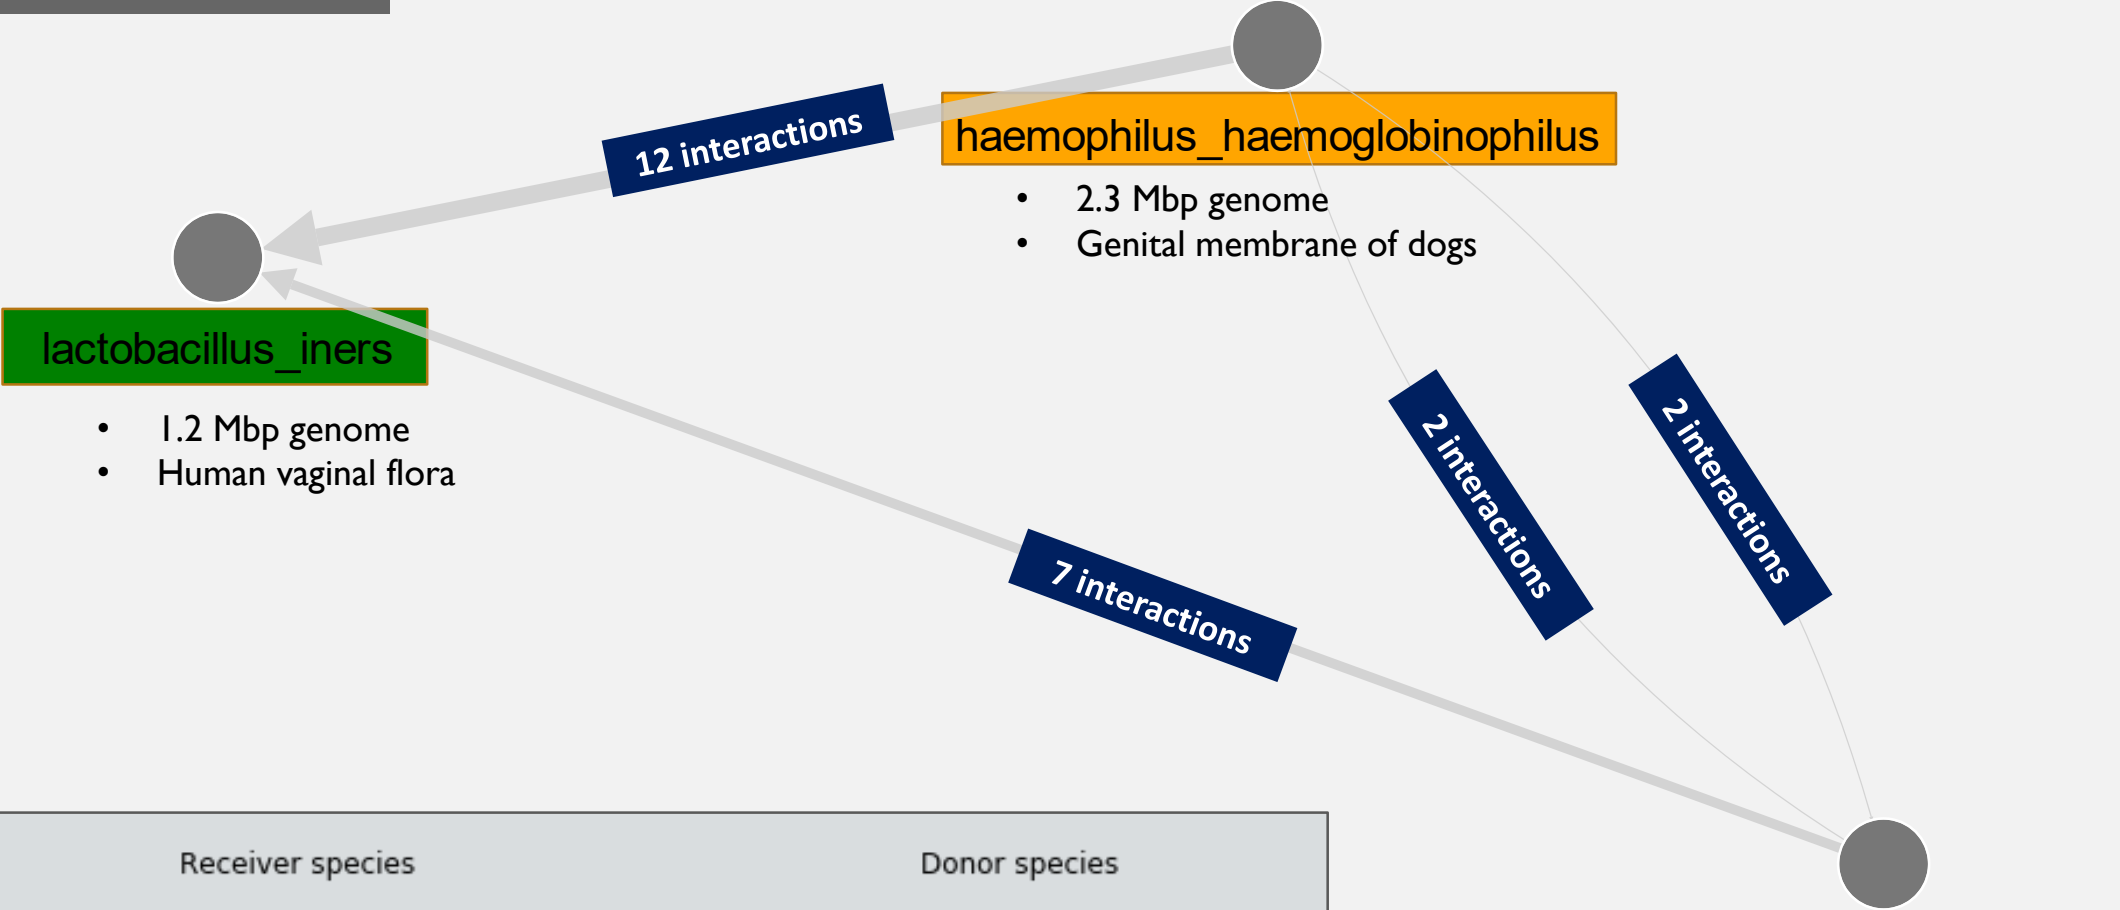 12 interactions
haemophilus_haemoglobinophilus
• 2.3 Mbp genome
• Genital membrane of dogs
lactobacillus_iners
• 1.2 Mbp genome
• Human vaginal flora
2 interactions
2 interactions
7 interactions
Receiver species
Donor species